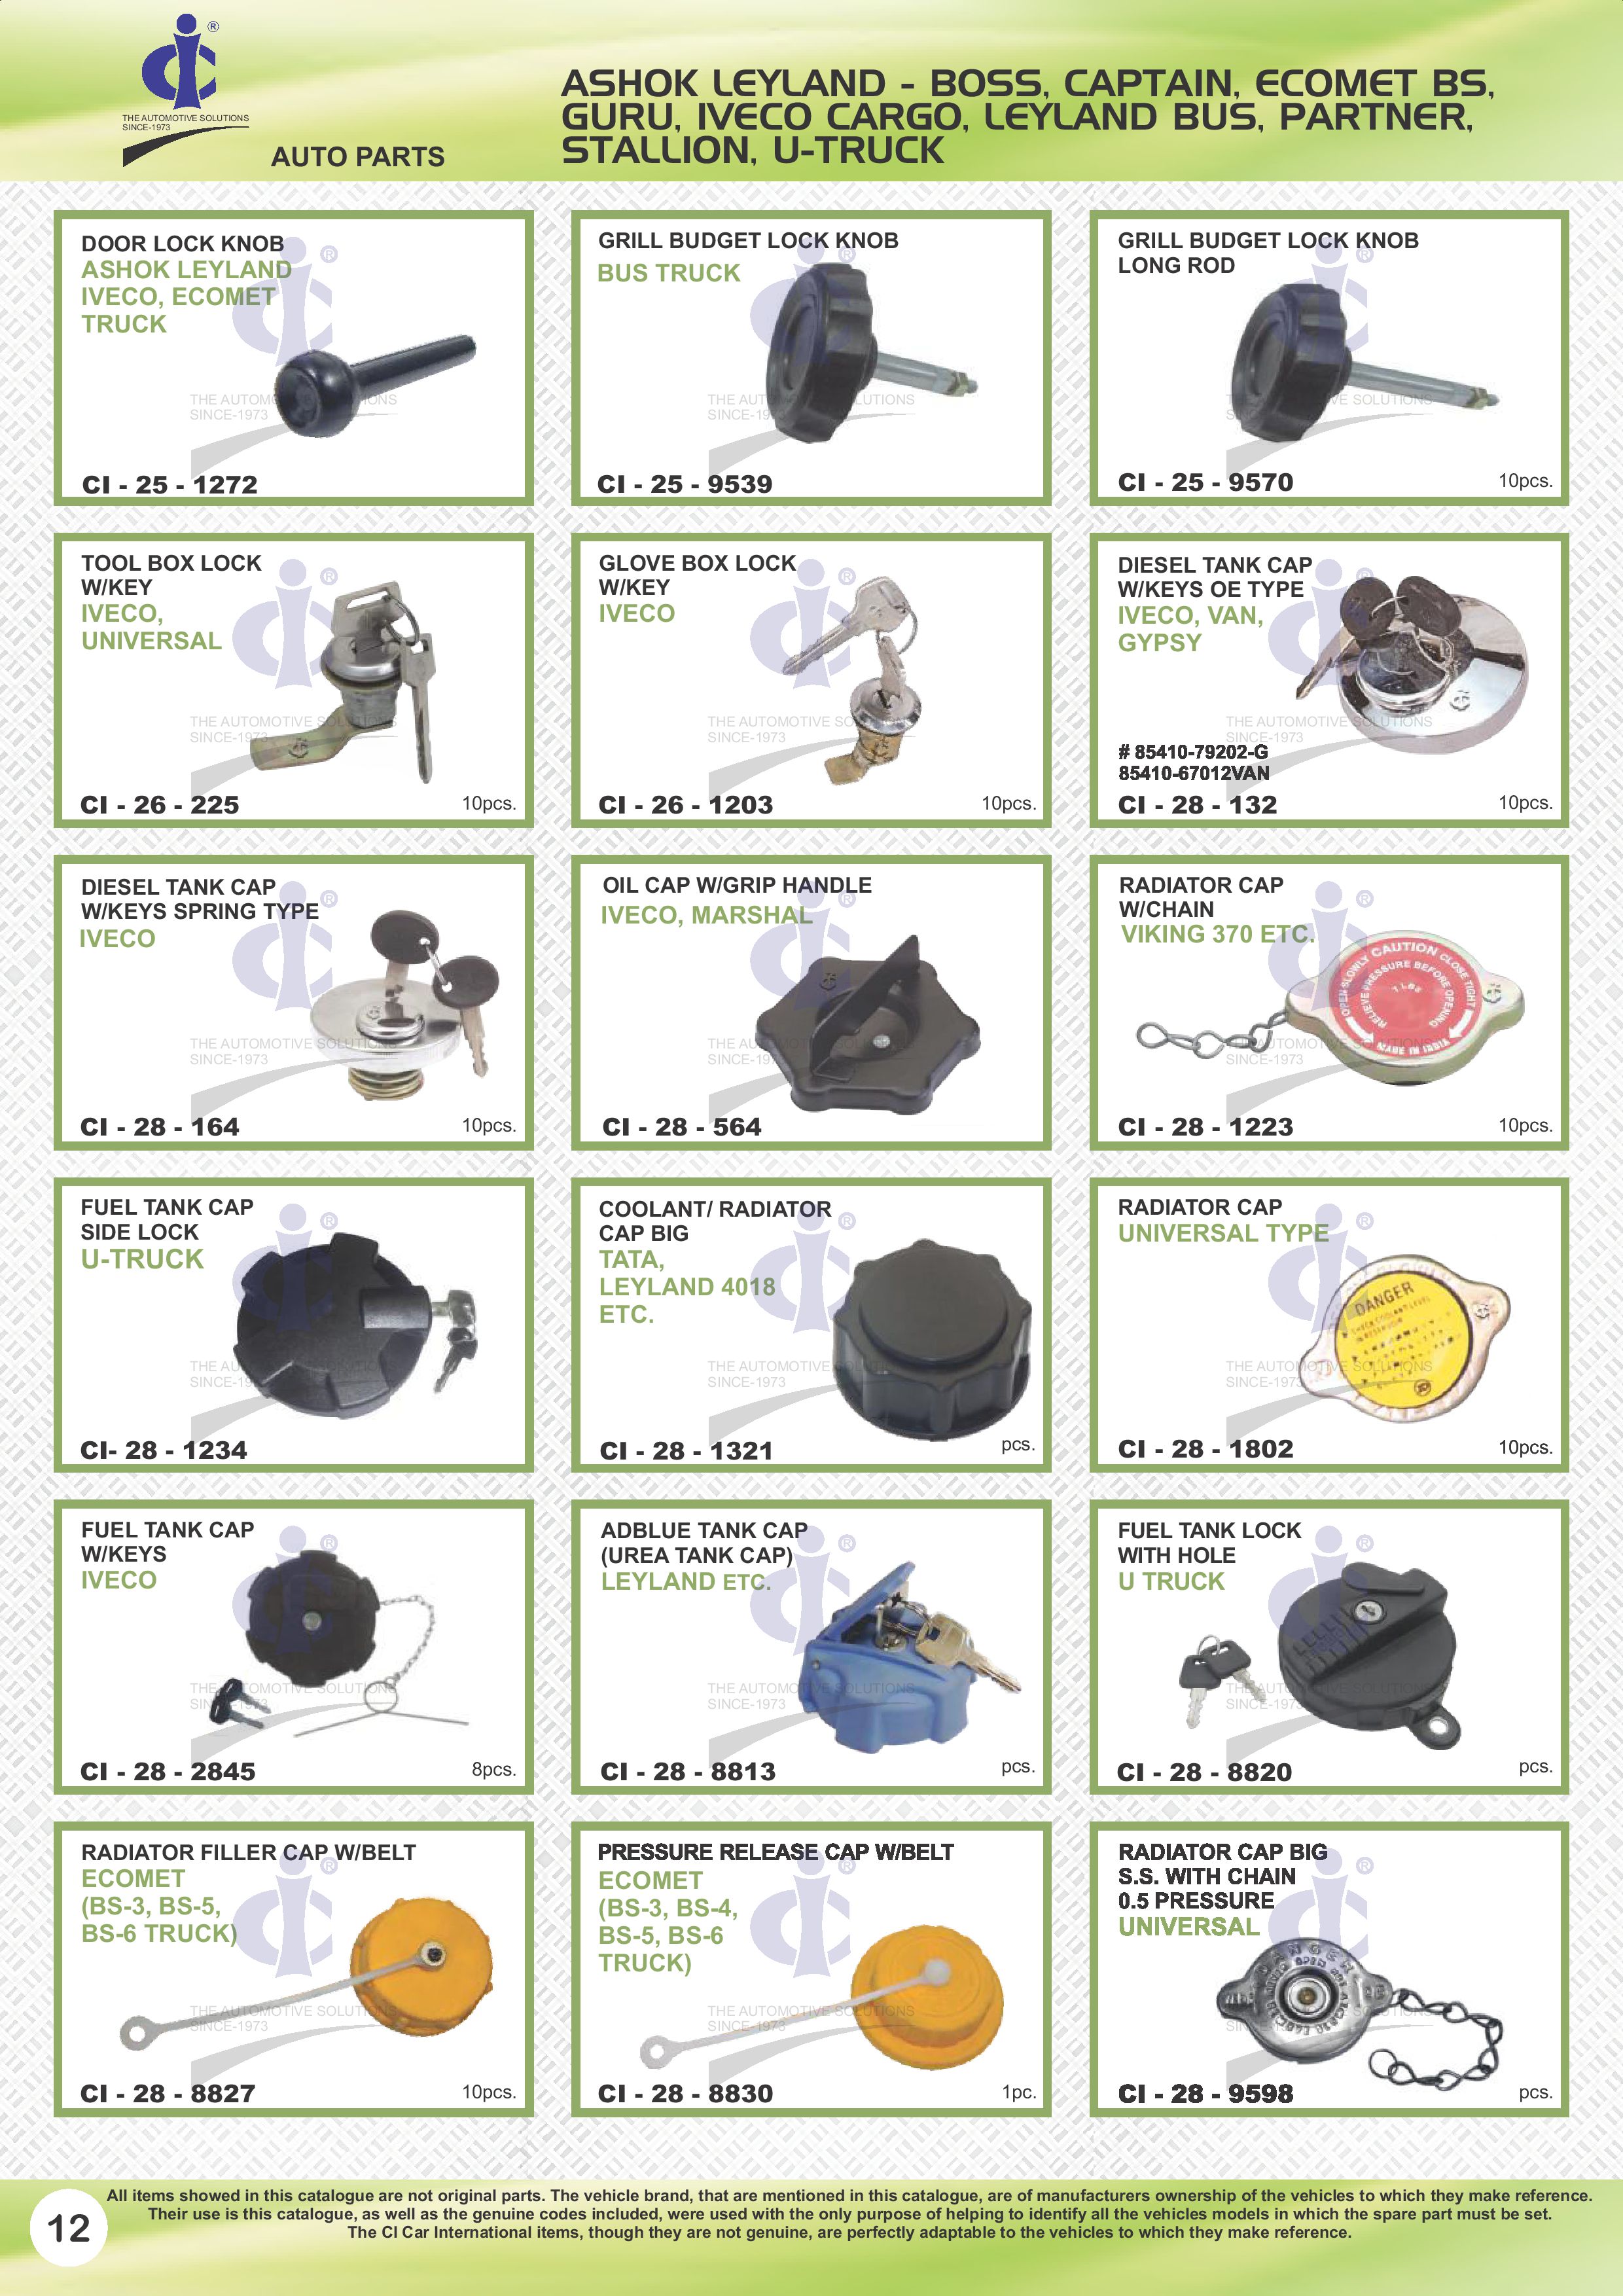 ®
THE AUTOMOTIVE SOLUTIONS
SINCE-1973
AUTO PARTS
ASHOK LEYLAND - BOSS, CAPTAIN, ECOMET BS,
GURU, IVECO CARGO, LEYLAND BUS, PARTNER,
STALLION, U-TRUCK
DOOR LOCK KNOB
ASHOK LEYLAND
IVECO, ECOMET
TRUCK
CI - 25 - 1272
GRILL BUDGET LOCK KNOB
BUS TRUCK
CI - 25 - 9539
GRILL BUDGET LOCK KNOB
LONG ROD
CI - 25 - 9570
10pcs.
TOOL BOX LOCK
W/KEY
IVECO,
UNIVERSAL
CI - 26 - 225
10pcs.
GLOVE BOX LOCK
W/KEY
IVECO
CI - 26 - 1203
10pcs.
DIESEL TANK CAP
W/KEYS OE TYPE
IVECO, VAN,
GYPSY
# 85410-79202-G
85410-67012VAN
CI - 28 - 132
10pcs.
DIESEL TANK CAP
W/KEYS SPRING TYPE
IVECO
CI - 28 - 164
10pcs.
OIL CAP W/GRIP HANDLE
IVECO, MARSHAL
CI - 28 - 564
RADIATOR CAP
W/CHAIN
VIKING 370 ETC.
CAUTION
OPEN SLOWLY
CLOSE TIGHT
RELIEVE PRESSURE BEFORE OPENING
7 LBS
MADE IN INDIA
CI - 28 - 1223
10pcs.
FUEL TANK CAP
SIDE LOCK
U-TRUCK
CI- 28 - 1234
COOLANT/ RADIATOR
CAP BIG
TATA,
LEYLAND 4018
ETC.
CI - 28 - 1321
pcs.
RADIATOR CAP
UNIVERSAL TYPE
DANGER
CI - 28 - 1802
10pcs.
FUEL TANK CAP
W/KEYS
IVECO
CI - 28 - 2845
8pcs.
ADBLUE TANK CAP
(UREA TANK CAP)
LEYLAND ETC.
CI - 28 - 8813
pcs.
FUEL TANK LOCK
WITH HOLE
U TRUCK
CI - 28 - 8820
pcs.
RADIATOR FILLER CAP W/BELT
ECOMET
(BS-3, BS-5,
BS-6 TRUCK)
CI - 28 - 8827
10pcs.
PRESSURE RELEASE CAP W/BELT
ECOMET
(BS-3, BS-4,
BS-5, BS-6
TRUCK)
CI - 28 - 8830
1pc.
RADIATOR CAP BIG
S.S. WITH CHAIN
0.5 PRESSURE
UNIVERSAL
CI - 28 - 9598
pcs.
12
All items showed in this catalogue are not original parts. The vehicle brand, that are mentioned in this catalogue, are of manufacturers ownership of the vehicles to which they make reference.
Their use is this catalogue, as well as the genuine codes included, were used with the only purpose of helping to identify all the vehicles models in which the spare part must be set.
The CI Car International items, though they are not genuine, are perfectly adaptable to the vehicles to which they make reference.